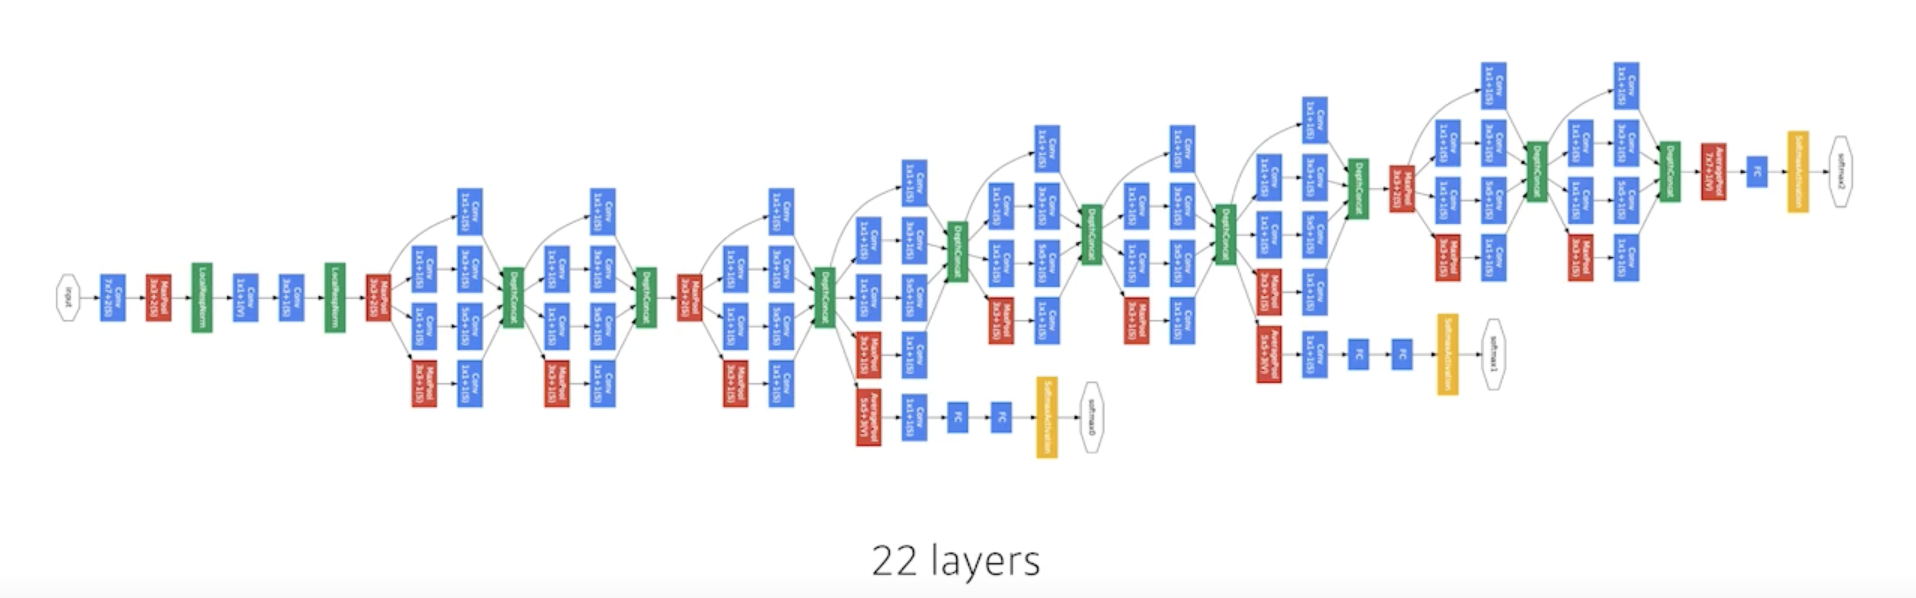 input
Conv
7x7+2(S)
MaxPool
3x3+2(S)
LocalRespNorm
Conv
1x1+1(V)
Conv
3x3+1(S)
LocalRespNorm
MaxPool
3x3+2(S)
Conv
1x1+1(S)
Conv
1x1+1(S)
Conv
3x3+1(S)
Conv
1x1+1(S)
Conv
5x5+1(S)
MaxPool
3x3+1(S)
Conv
1x1+1(S)
DepthConcat
Conv
1x1+1(S)
Conv
1x1+1(S)
Conv
3x3+1(S)
Conv
1x1+1(S)
Conv
5x5+1(S)
MaxPool
3x3+1(S)
Conv
1x1+1(S)
DepthConcat
MaxPool
3x3+2(S)
Conv
1x1+1(S)
Conv
1x1+1(S)
Conv
3x3+1(S)
Conv
1x1+1(S)
Conv
5x5+1(S)
MaxPool
3x3+1(S)
Conv
1x1+1(S)
DepthConcat
Conv
1x1+1(S)
Conv
1x1+1(S)
Conv
3x3+1(S)
Conv
1x1+1(S)
Conv
5x5+1(S)
MaxPool
3x3+1(S)
Conv
1x1+1(S)
AveragePool
5x5+3(V)
Conv
1x1+1(S)
FC
FC
SoftmaxActivation
softmax0
DepthConcat
Conv
1x1+1(S)
Conv
1x1+1(S)
Conv
3x3+1(S)
Conv
1x1+1(S)
Conv
5x5+1(S)
MaxPool
3x3+1(S)
Conv
1x1+1(S)
DepthConcat
Conv
1x1+1(S)
Conv
1x1+1(S)
Conv
3x3+1(S)
Conv
1x1+1(S)
Conv
5x5+1(S)
MaxPool
3x3+1(S)
Conv
1x1+1(S)
DepthConcat
Conv
1x1+1(S)
Conv
1x1+1(S)
Conv
3x3+1(S)
Conv
1x1+1(S)
Conv
5x5+1(S)
MaxPool
3x3+1(S)
Conv
1x1+1(S)
AveragePool
5x5+3(V)
Conv
1x1+1(S)
FC
FC
SoftmaxActivation
softmax1
DepthConcat
MaxPool
3x3+2(S)
Conv
1x1+1(S)
Conv
1x1+1(S)
Conv
3x3+1(S)
Conv
1x1+1(S)
Conv
5x5+1(S)
MaxPool
3x3+1(S)
Conv
1x1+1(S)
DepthConcat
Conv
1x1+1(S)
Conv
1x1+1(S)
Conv
3x3+1(S)
Conv
1x1+1(S)
Conv
5x5+1(S)
MaxPool
3x3+1(S)
Conv
1x1+1(S)
DepthConcat
AveragePool
7x7+1(V)
FC
SoftmaxActivation
softmax2
22 layers